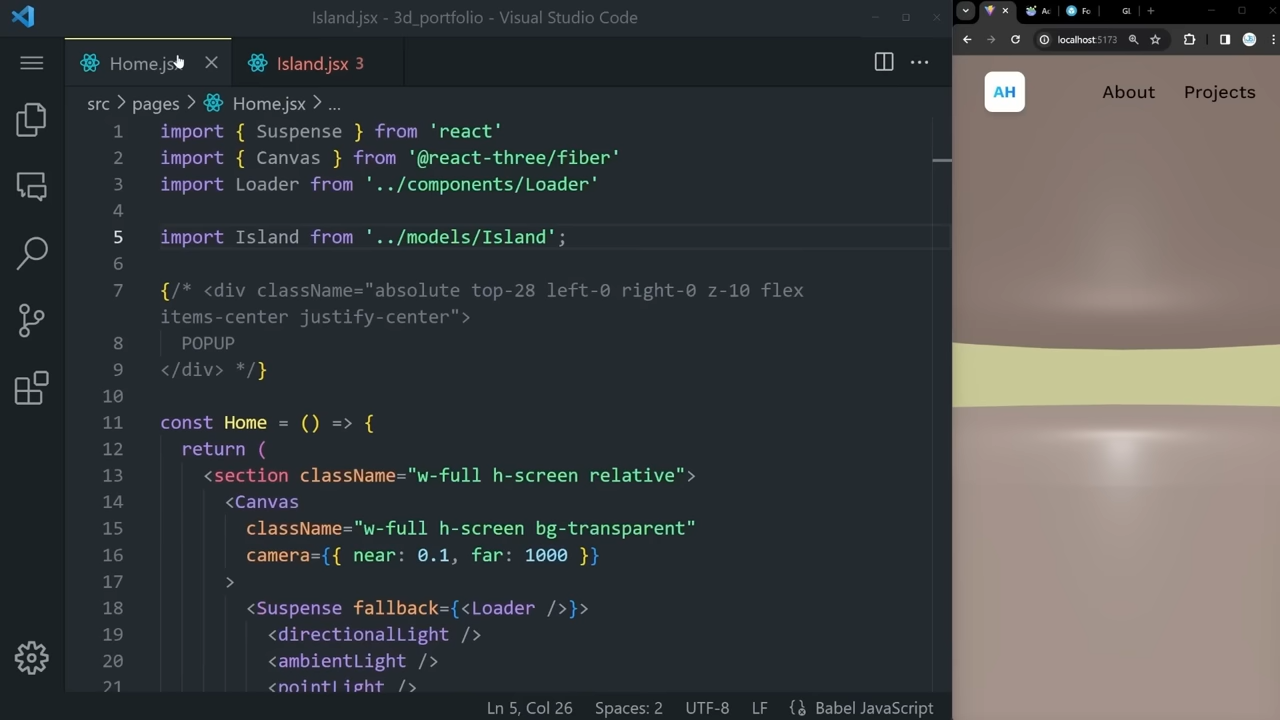 Island.jsx - 3d_portfolio - Visual Studio Code
Home.jsx
Island.jsx 3
src > pages > Home.jsx > ...
1 import { Suspense } from 'react'
2 import { Canvas } from '@react-three/fiber'
3 import Loader from '../components/Loader'
4
5 import Island from '../models/Island';
6
7 {/* <div className="absolute top-28 left-0 right-0 z-10 flex
items-center justify-center">
8 POPUP
9 </div> */}
10
11 const Home = () => {
12 return (
13 <section className="w-full h-screen relative">
14 <Canvas
15 className="w-full h-screen bg-transparent"
16 camera={{ near: 0.1, far: 1000 }}
17 >
18 <Suspense fallback={<Loader />}>
19 <directionalLight />
20 <ambientLight />
21 <pointLight />
Ln 5, Col 26 Spaces: 2 UTF-8 LF Babel JavaScript
localhost:5173
AH About Projects